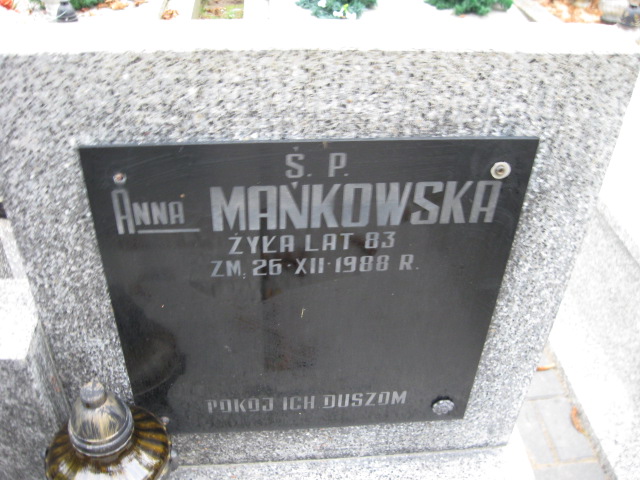 Ś. P.
ANNA MAŃKOWSKA
ŻYŁA LAT 83
ZM. 26·XII·1988 R.
POKÓJ ICH DUSZOM